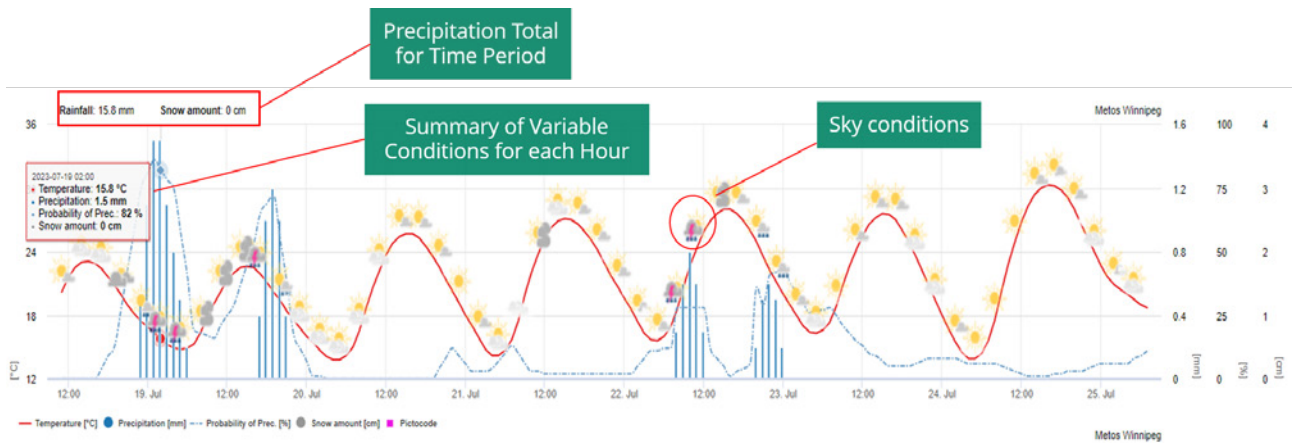 Precipitation Total
for Time Period
Rainfall: 15.8 mm Snow amount: 0 cm
Metos Winnipeg
Summary of Variable
Conditions for each Hour
Sky conditions
36
24
18
12
[°C]
1.6 100 4
1.2 75 3
0.8 50 2
0.4 25 1
0 0 0
[mm] [%] [cm]
2023-07-19 02:00
Temperature: 15.8 °C
Precipitation: 1.5 mm
Probability of Prec.: 82 %
Snow amount: 0 cm
12:00 19. Jul 12:00 20. Jul 12:00 21. Jul 12:00 22. Jul 12:00 23. Jul 12:00 24. Jul 12:00 25. Jul
Temperature [°C] Precipitation [mm] Probability of Prec. [%] Snow amount [cm] Pictocode
Metos Winnipeg